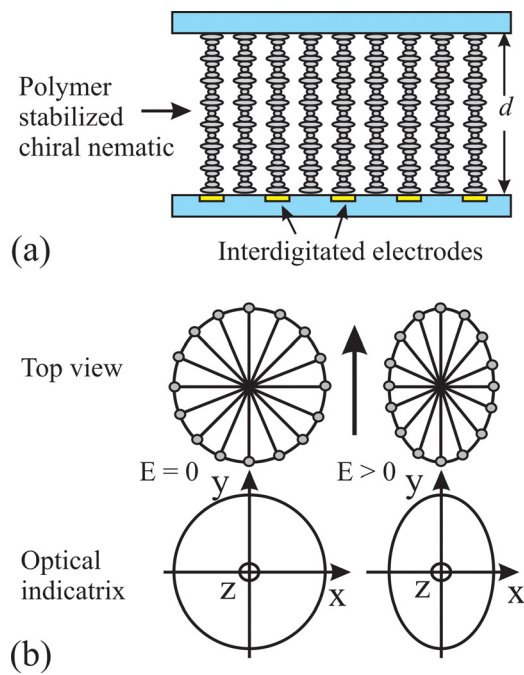 Polymer
stabilized
chiral nematic
d
Interdigitated electrodes
(a)
Top view
E = 0
E > 0
y
y
Optical
indicatrix
z
x
z
x
(b)